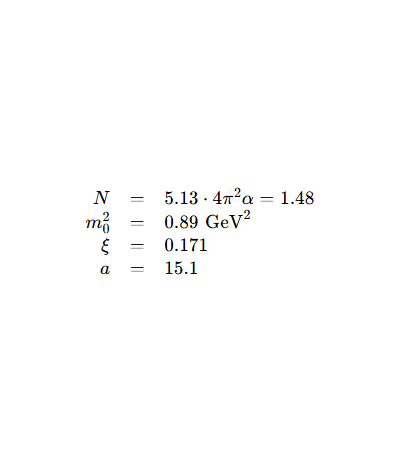 N = 5.13 · 4π²α = 1.48
m₀² = 0.89 GeV²
ξ = 0.171
a = 15.1